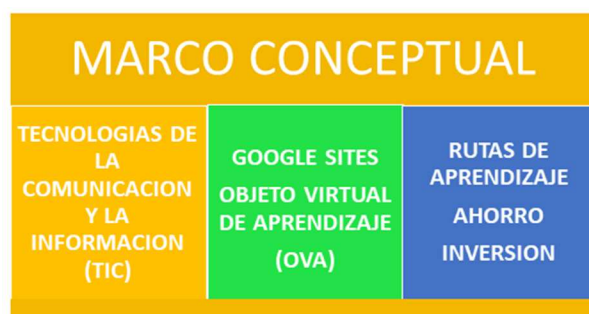 MARCO CONCEPTUAL
TECNOLOGIAS DE
LA
COMUNICACION
Y LA
INFORMACION
(TIC)
GOOGLE SITES
OBJETO VIRTUAL
DE APRENDIZAJE
(OVA)
RUTAS DE
APRENDIZAJE
AHORRO
INVERSION